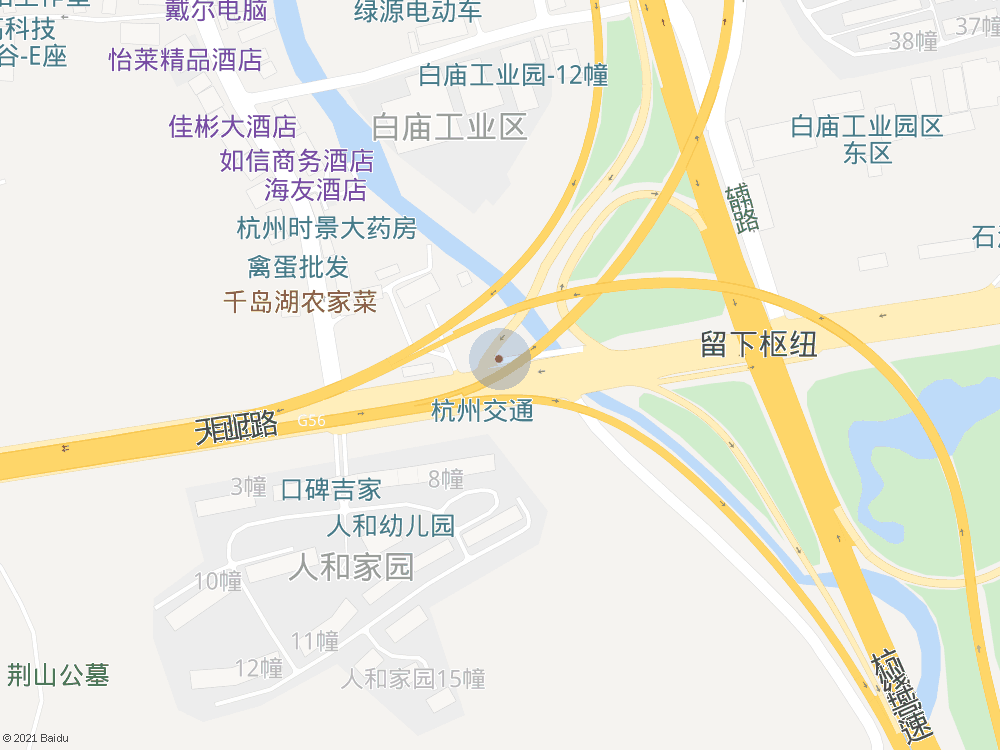 戴尔电脑
绿源电动车
科技
谷-E座
37幢
38幢
怡莱精品酒店
白庙工业园-12幢
佳彬大酒店
白庙工业区
白庙工业园区
东区
如信商务酒店
海友酒店
辅路
杭州时景大药房
禽蛋批发
千岛湖农家菜
留下枢纽
杭州交通
天目山路
G56
3幢
8幢
口碑吉家
人和幼儿园
人和家园
10幢
11幢
12幢
人和家园15幢
荆山公墓
杭州绕城高速
© 2021 Baidu